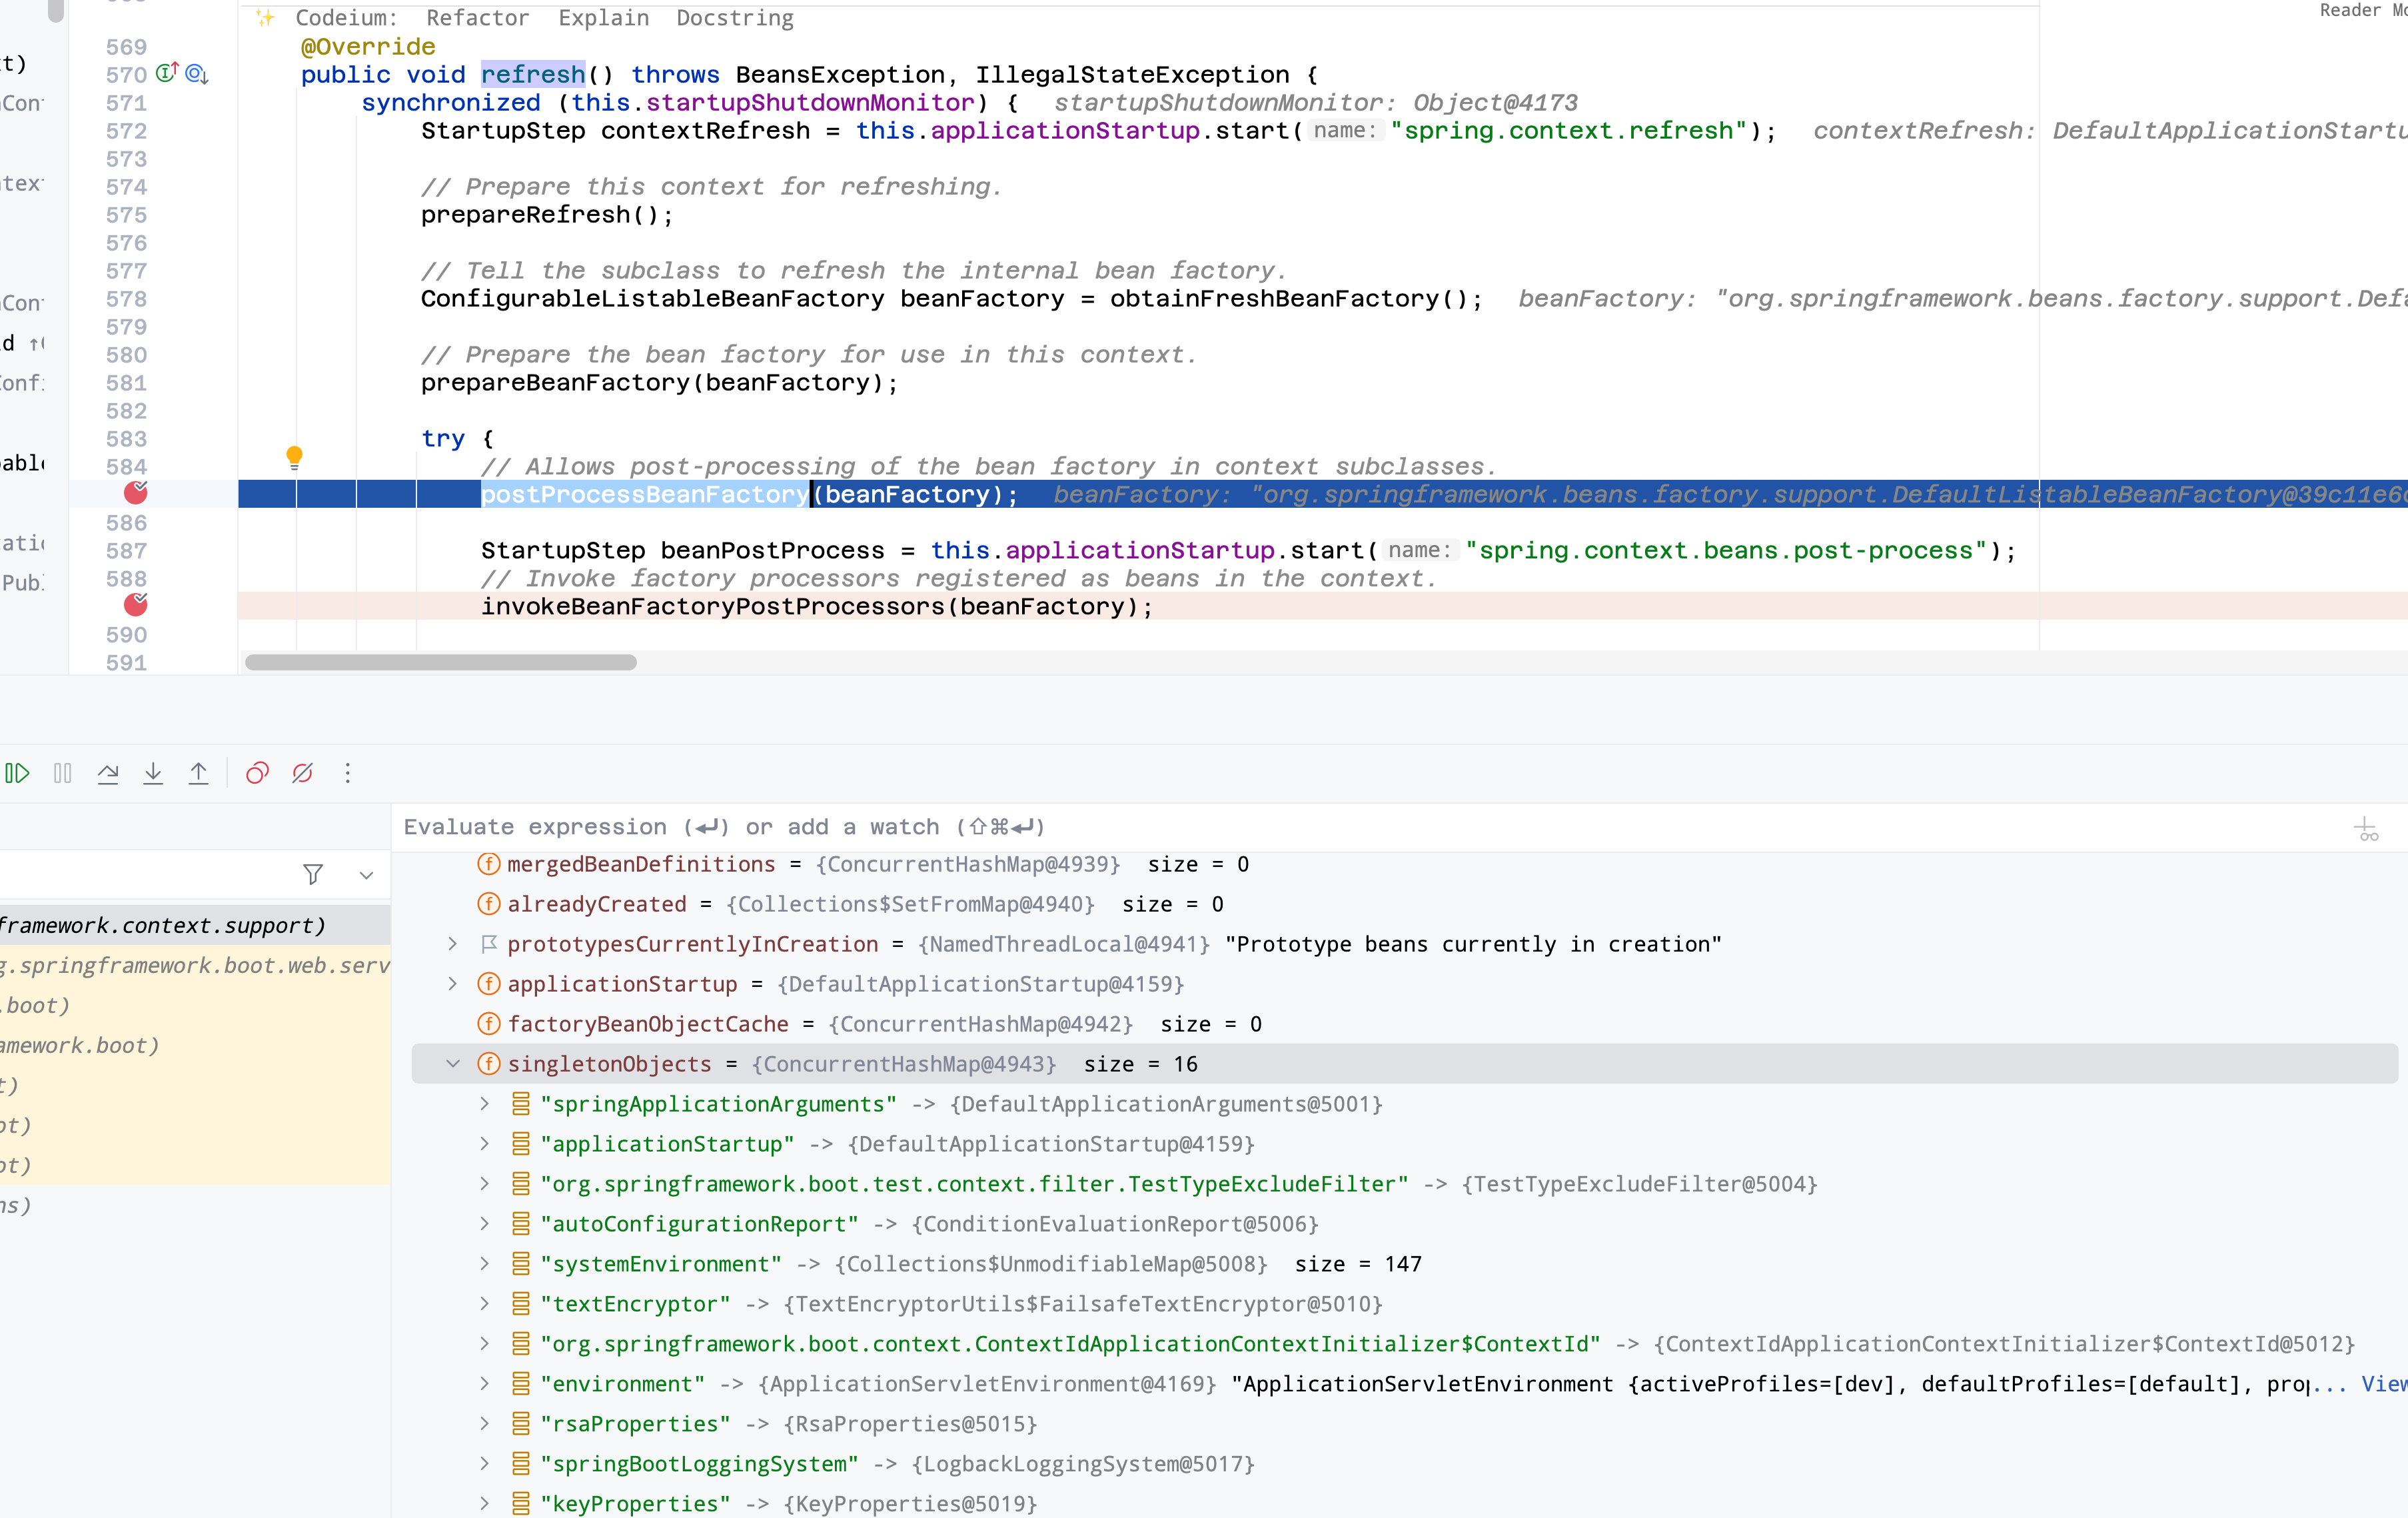 Codeium: Refactor Explain Docstring
Reader Mo
569 @Override
570 public void refresh() throws BeansException, IllegalStateException {
571 synchronized (this.startupShutdownMonitor) { startupShutdownMonitor: Object@4173
572 StartupStep contextRefresh = this.applicationStartup.start( name: "spring.context.refresh"); contextRefresh: DefaultApplicationStartu
573
574 // Prepare this context for refreshing.
575 prepareRefresh();
576
577 // Tell the subclass to refresh the internal bean factory.
578 ConfigurableListableBeanFactory beanFactory = obtainFreshBeanFactory(); beanFactory: "org.springframework.beans.factory.support.Defa
579
580 // Prepare the bean factory for use in this context.
581 prepareBeanFactory(beanFactory);
582
583 try {
584 // Allows post-processing of the bean factory in context subclasses.
postProcessBeanFactory(beanFactory); beanFactory: "org.springframework.beans.factory.support.DefaultListableBeanFactory@39c11e6
586
587 StartupStep beanPostProcess = this.applicationStartup.start( name: "spring.context.beans.post-process");
588 // Invoke factory processors registered as beans in the context.
invokeBeanFactoryPostProcessors(beanFactory);
590
591
t)
Con
tex
Con
d ↑
onf
able
atio
Pub
Evaluate expression (↵) or add a watch (⇧⌘↵)
framework.context.support)
g.springframework.boot.web.serv
.boot)
amework.boot)
t)
ot)
ot)
ns)
mergedBeanDefinitions = {ConcurrentHashMap@4939} size = 0
alreadyCreated = {Collections$SetFromMap@4940} size = 0
prototypesCurrentlyInCreation = {NamedThreadLocal@4941} "Prototype beans currently in creation"
applicationStartup = {DefaultApplicationStartup@4159}
factoryBeanObjectCache = {ConcurrentHashMap@4942} size = 0
singletonObjects = {ConcurrentHashMap@4943} size = 16
"springApplicationArguments" -> {DefaultApplicationArguments@5001}
"applicationStartup" -> {DefaultApplicationStartup@4159}
"org.springframework.boot.test.context.filter.TestTypeExcludeFilter" -> {TestTypeExcludeFilter@5004}
"autoConfigurationReport" -> {ConditionEvaluationReport@5006}
"systemEnvironment" -> {Collections$UnmodifiableMap@5008} size = 147
"textEncryptor" -> {TextEncryptorUtils$FailsafeTextEncryptor@5010}
"org.springframework.boot.context.ContextIdApplicationContextInitializer$ContextId" -> {ContextIdApplicationContextInitializer$ContextId@5012}
"environment" -> {ApplicationServletEnvironment@4169} "ApplicationServletEnvironment {activeProfiles=[dev], defaultProfiles=[default], prop... View
"rsaProperties" -> {RsaProperties@5015}
"springBootLoggingSystem" -> {LogbackLoggingSystem@5017}
"keyProperties" -> {KeyProperties@5019}